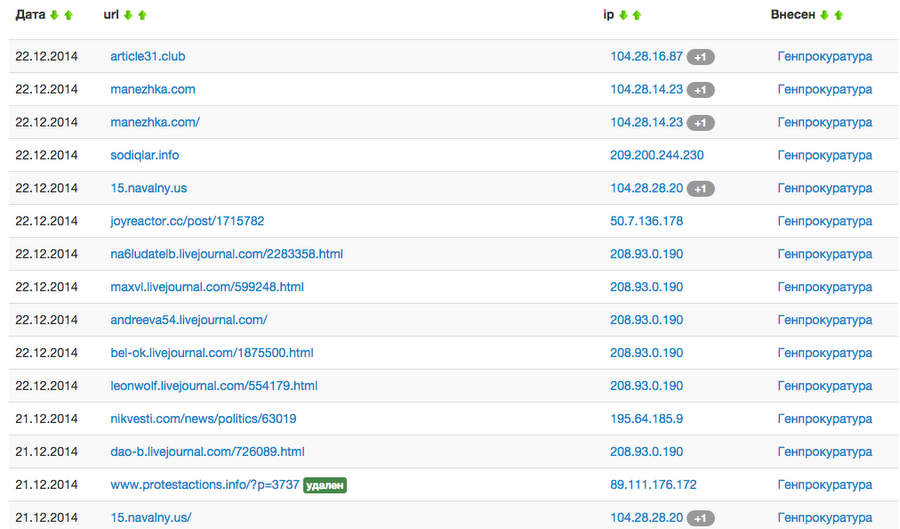 Дата url ip Внесен
22.12.2014 article31.club 104.28.16.87 +1 Генпрокуратура
22.12.2014 manezhka.com 104.28.14.23 +1 Генпрокуратура
22.12.2014 manezhka.com/ 104.28.14.23 +1 Генпрокуратура
22.12.2014 sodiqlar.info 209.200.244.230 Генпрокуратура
22.12.2014 15.navalny.us 104.28.28.20 +1 Генпрокуратура
22.12.2014 joyreactor.cc/post/1715782 50.7.136.178 Генпрокуратура
22.12.2014 na6ludatelb.livejournal.com/2283358.html 208.93.0.190 Генпрокуратура
22.12.2014 maxvl.livejournal.com/599248.html 208.93.0.190 Генпрокуратура
22.12.2014 andreeva54.livejournal.com/ 208.93.0.190 Генпрокуратура
22.12.2014 bel-ok.livejournal.com/1875500.html 208.93.0.190 Генпрокуратура
22.12.2014 leonwolf.livejournal.com/554179.html 208.93.0.190 Генпрокуратура
21.12.2014 nikvesti.com/news/politics/63019 195.64.185.9 Генпрокуратура
21.12.2014 dao-b.livejournal.com/726089.html 208.93.0.190 Генпрокуратура
21.12.2014 www.protestactions.info/?p=3737 удален 89.111.176.172 Генпрокуратура
21.12.2014 15.navalny.us/ 104.28.28.20 +1 Генпрокуратура